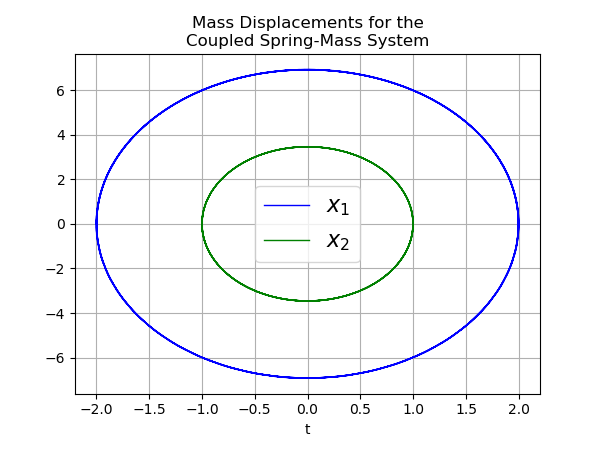 Mass Displacements for the
Coupled Spring-Mass System
6
4
2
0
−2
−4
−6
x₁
x₂
−2.0 −1.5 −1.0 −0.5 0.0 0.5 1.0 1.5 2.0
t